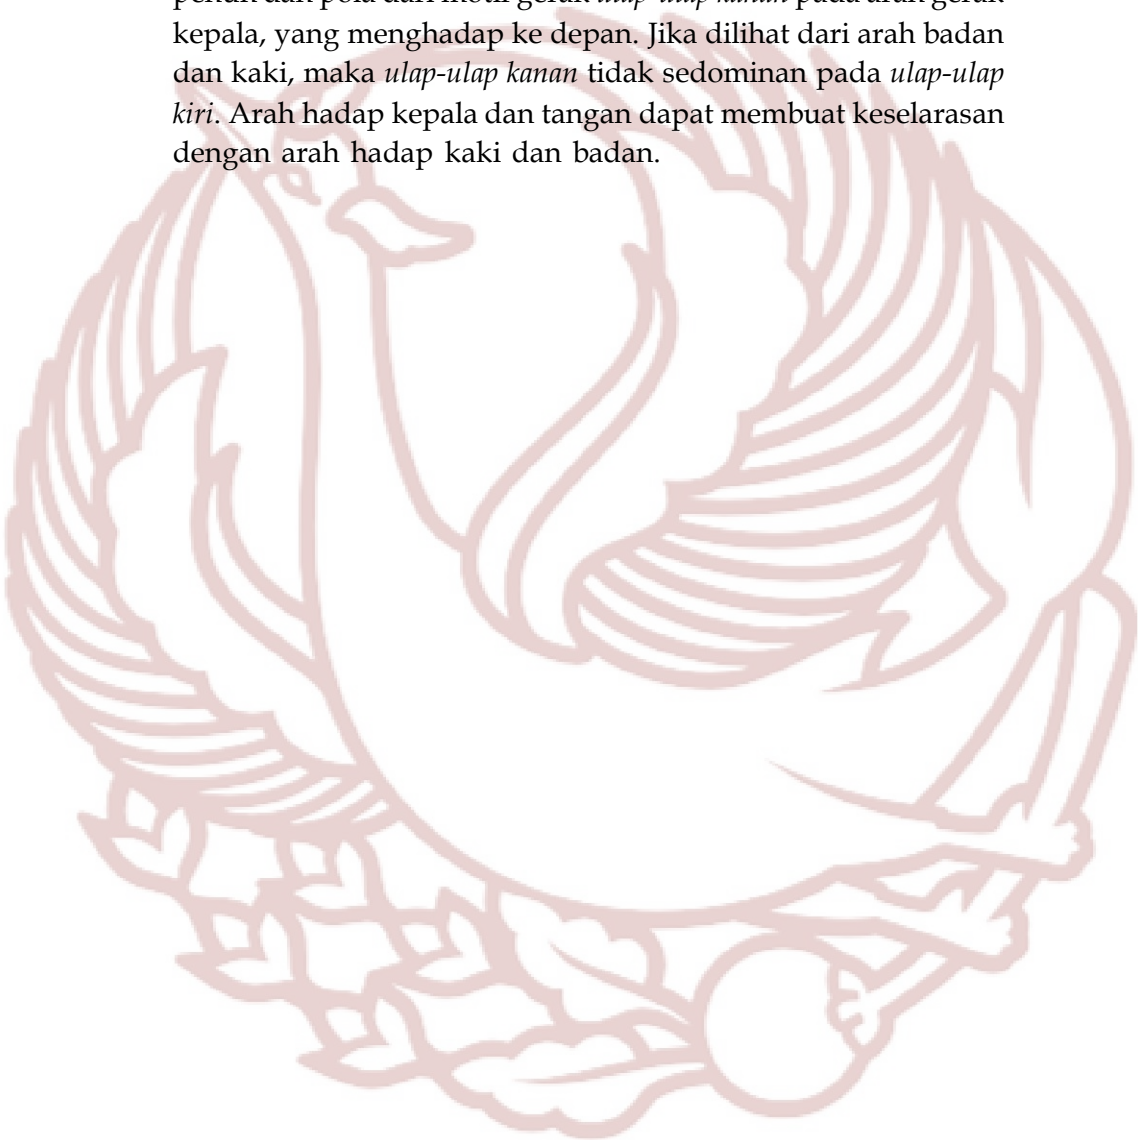 penuh dan pola dari motif gerak ulap-ulap kanan pada arah gerak
kepala, yang menghadap ke depan. Jika dilihat dari arah badan
dan kaki, maka ulap-ulap kanan tidak sedominan pada ulap-ulap
kiri. Arah hadap kepala dan tangan dapat membuat keselarasan
dengan arah hadap kaki dan badan.